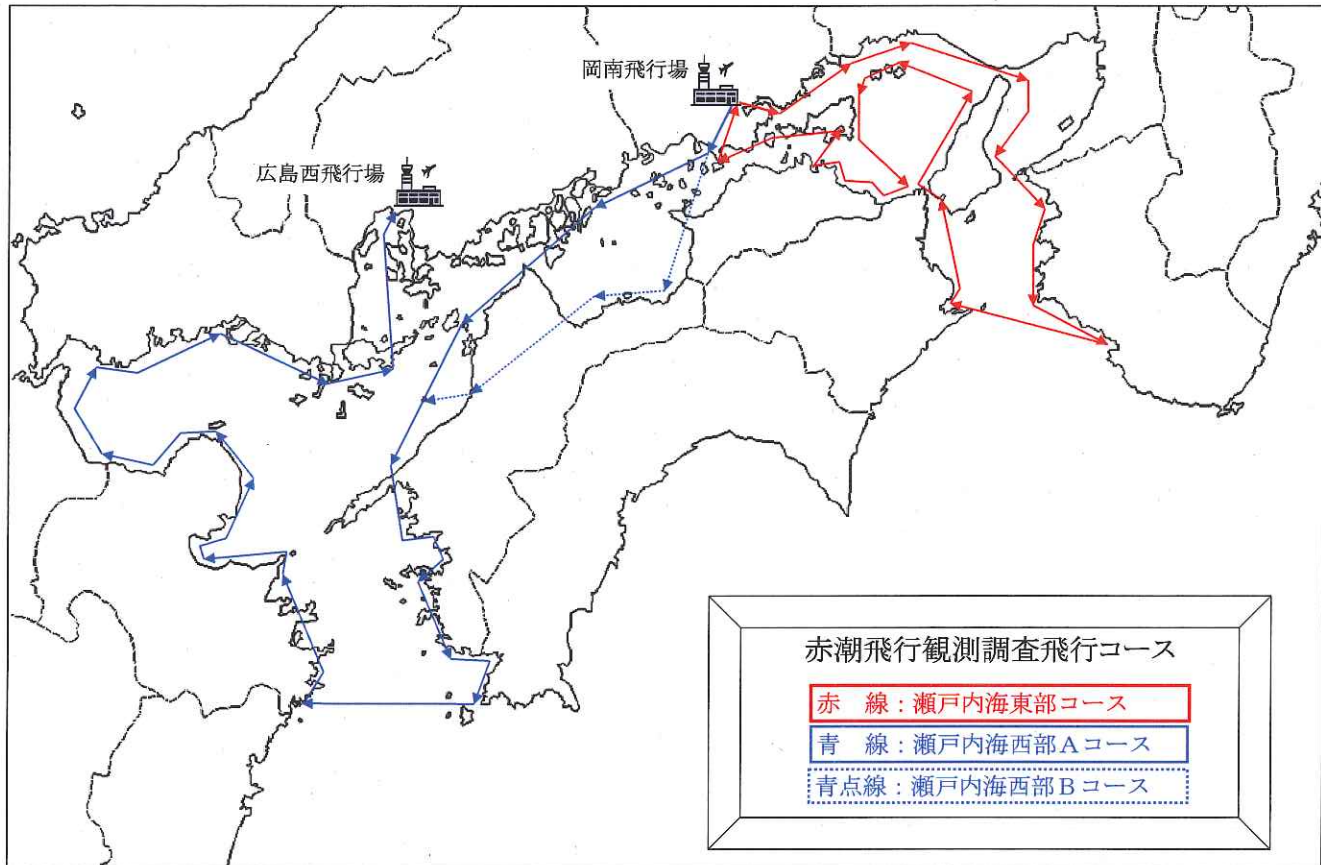 岡南飛行場
広島西飛行場
赤潮飛行観測調査飛行コース
赤　線：瀬戸内海東部コース
青　線：瀬戸内海西部Ａコース
青点線：瀬戸内海西部Ｂコース